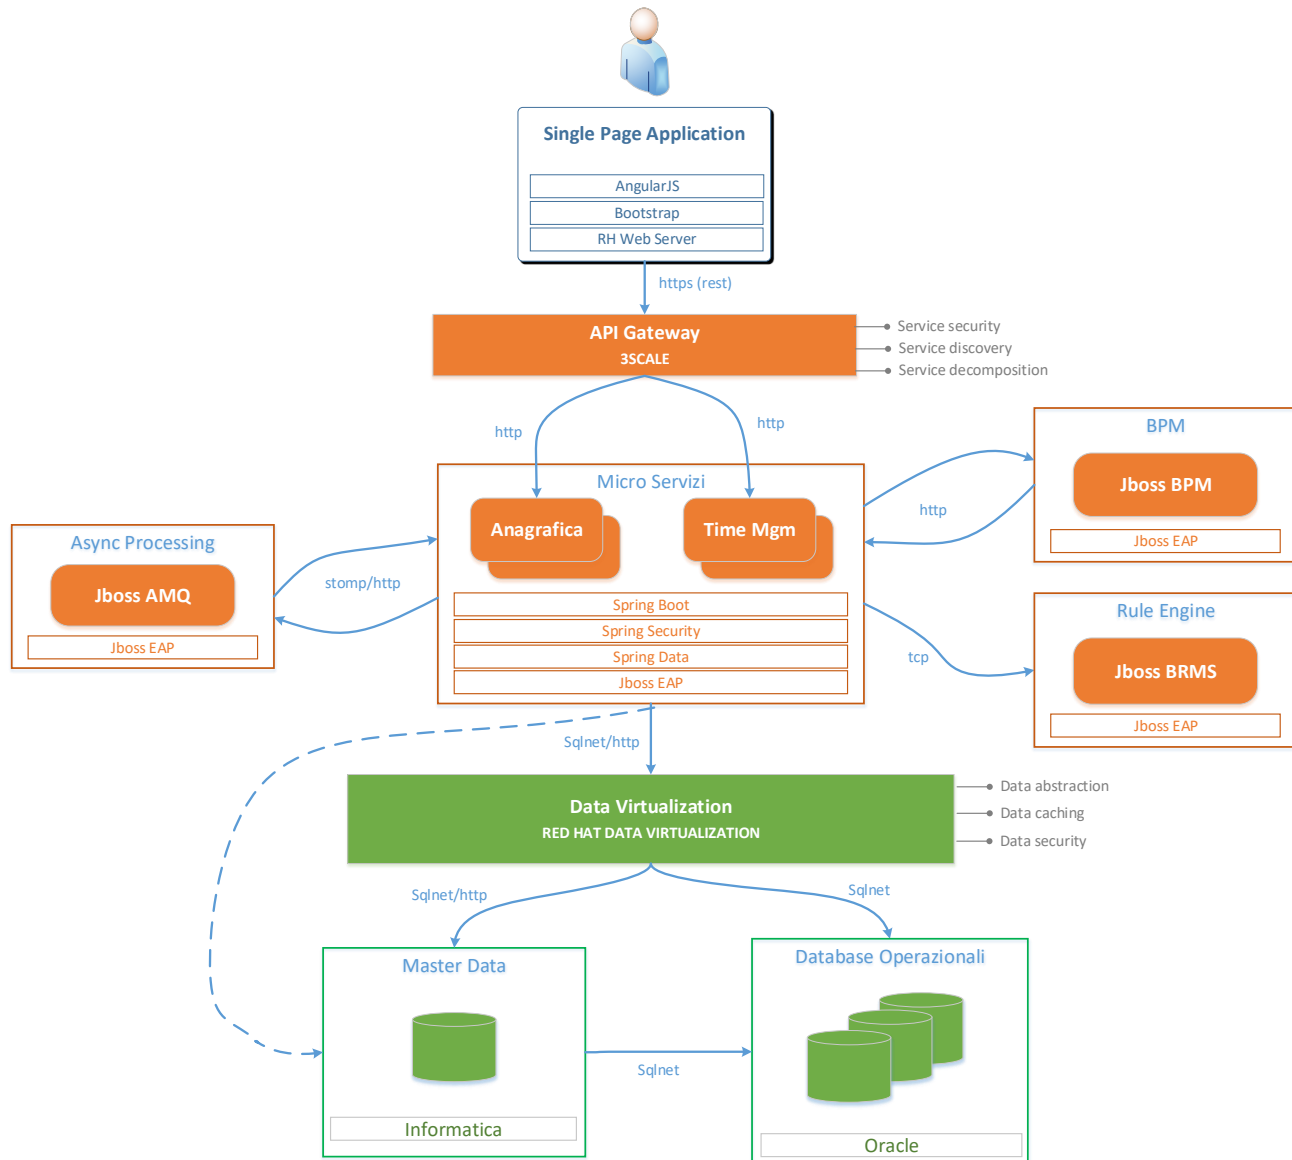 Single Page Application
AngularJS
Bootstrap
RH Web Server
https (rest)
API Gateway
3SCALE
Service security
Service discovery
Service decomposition
http
http
BPM
Jboss BPM
Jboss EAP
http
Micro Servizi
Anagrafica
Time Mgm
Spring Boot
Spring Security
Spring Data
Jboss EAP
Async Processing
Jboss AMQ
Jboss EAP
stomp/http
Rule Engine
Jboss BRMS
Jboss EAP
tcp
Sqlnet/http
Data Virtualization
RED HAT DATA VIRTUALIZATION
Data abstraction
Data caching
Data security
Sqlnet/http
Sqlnet
Master Data
Informatica
Sqlnet
Database Operazionali
Oracle